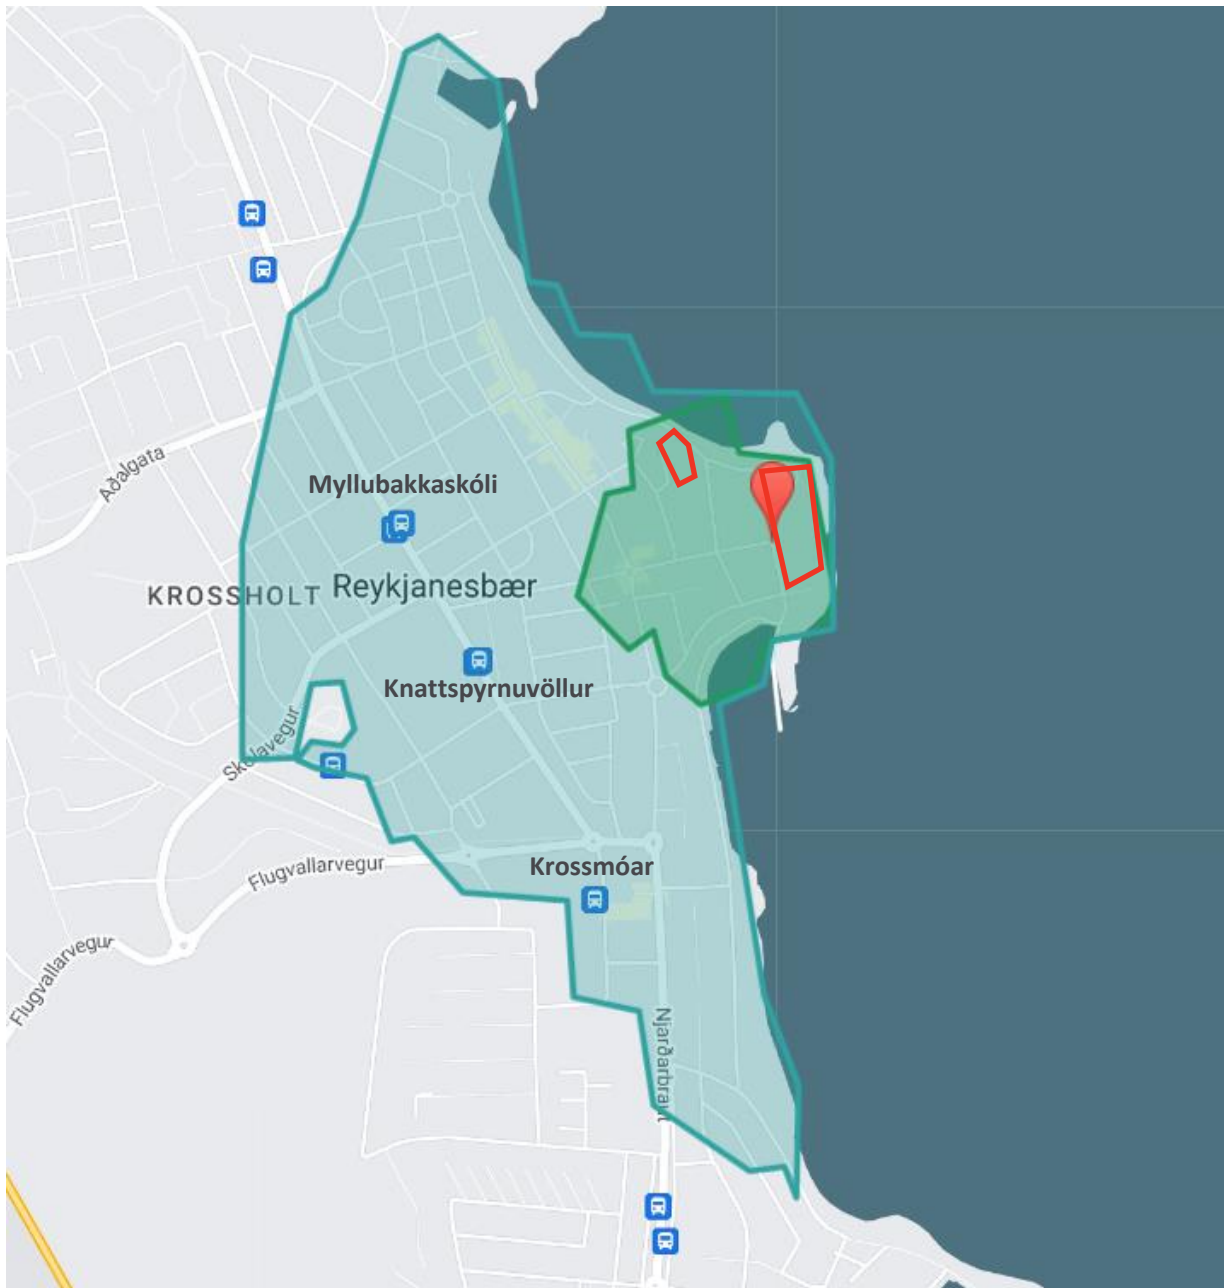 Aðalgata
Myllubakkaskóli
KROSSHOLT
Reykjanesbær
Knattspyrnuvöllur
Skólavegur
Krossmóar
Flugvallarvegur
Flugvallarvegur
Njarðarbraut